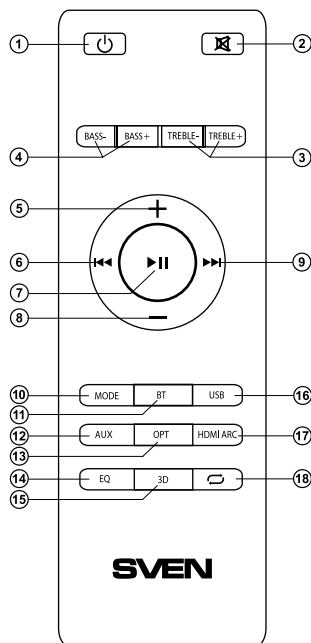 1 2
BASS- BASS+ TREBLE- TREBLE+
4 3
5
6 9
7
8
10 MODE BT USB 16
11
12 AUX OPT HDMI ARC 17
13
14 EQ 3D 18
15
SVEN